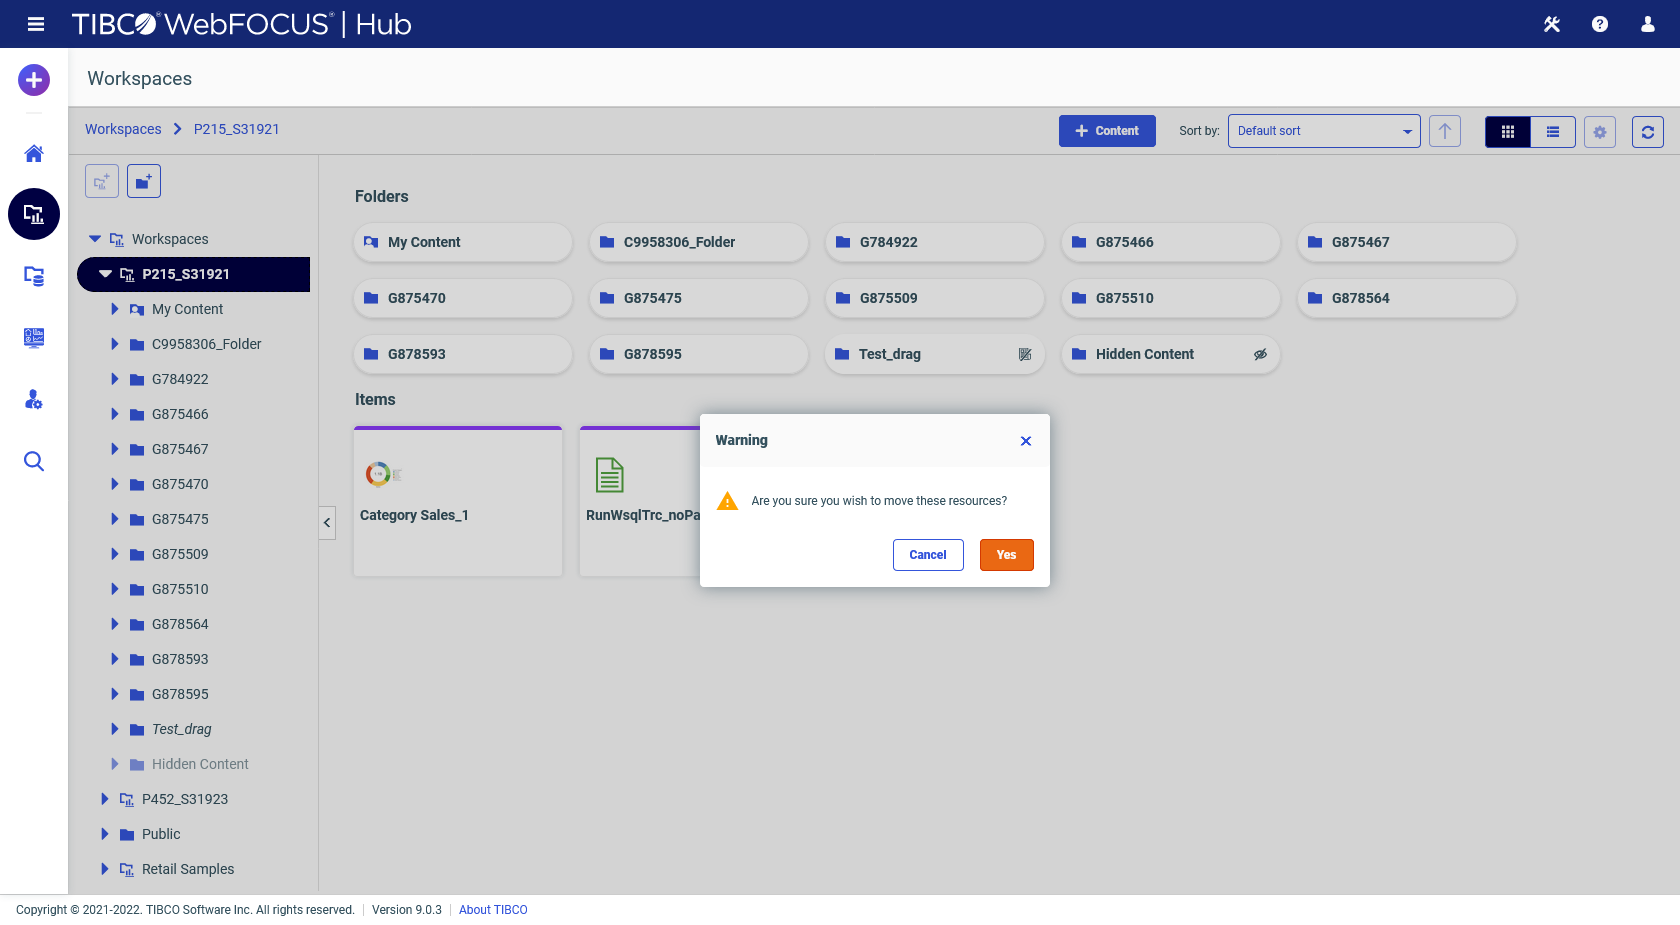 TIBCO® WebFOCUS® | Hub
Workspaces
Workspaces > P215_S31921
+ Content
Sort by:
Default sort
Workspaces
P215_S31921
My Content
C9958306_Folder
G784922
G875466
G875467
G875470
G875475
G875509
G875510
G878564
G878593
G878595
Test_drag
Hidden Content
P452_S31923
Public
Retail Samples
Folders
My Content
C9958306_Folder
G784922
G875466
G875467
G875470
G875475
G875509
G875510
G878564
G878593
G878595
Test_drag
Hidden Content
Items
Category Sales_1
RunWsqlTrc_noPa
Warning
Are you sure you wish to move these resources?
Cancel
Yes
Copyright © 2021-2022. TIBCO Software Inc. All rights reserved. | Version 9.0.3 | About TIBCO